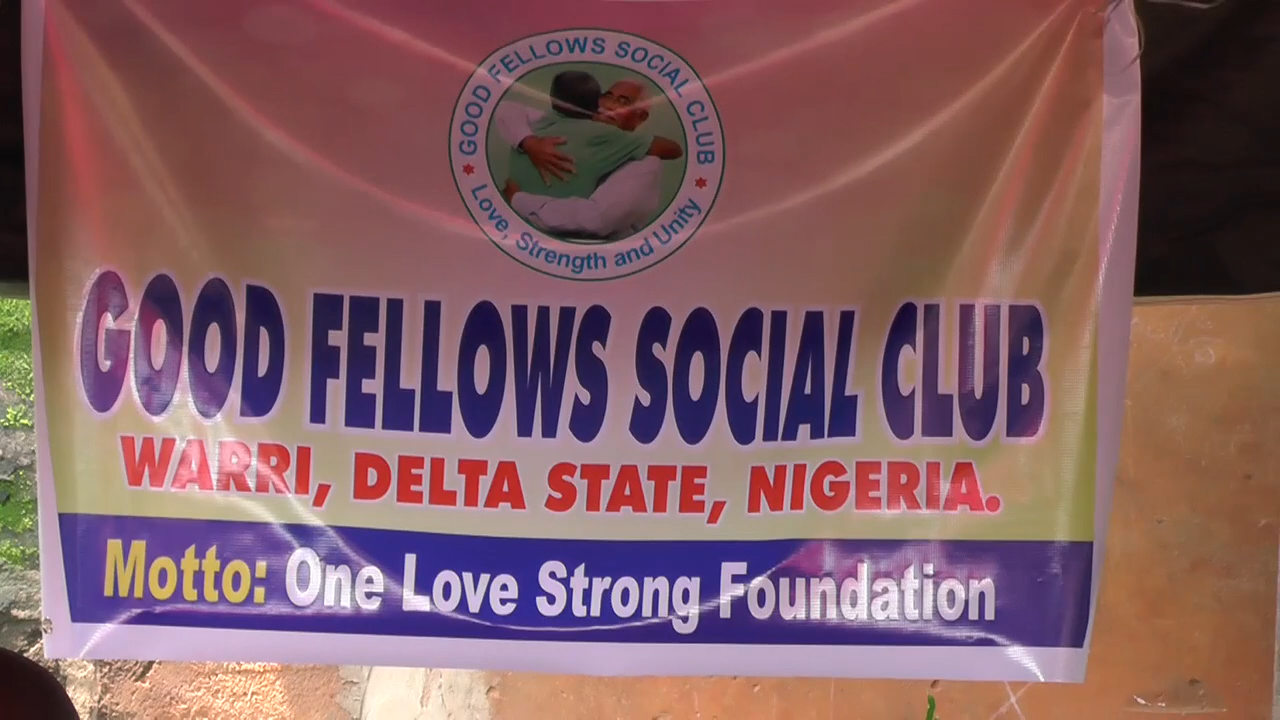 GOOD FELLOWS SOCIAL CLUB
Love, Strength and Unity
GOOD FELLOWS SOCIAL CLUB
WARRI, DELTA STATE, NIGERIA.
Motto: One Love Strong Foundation